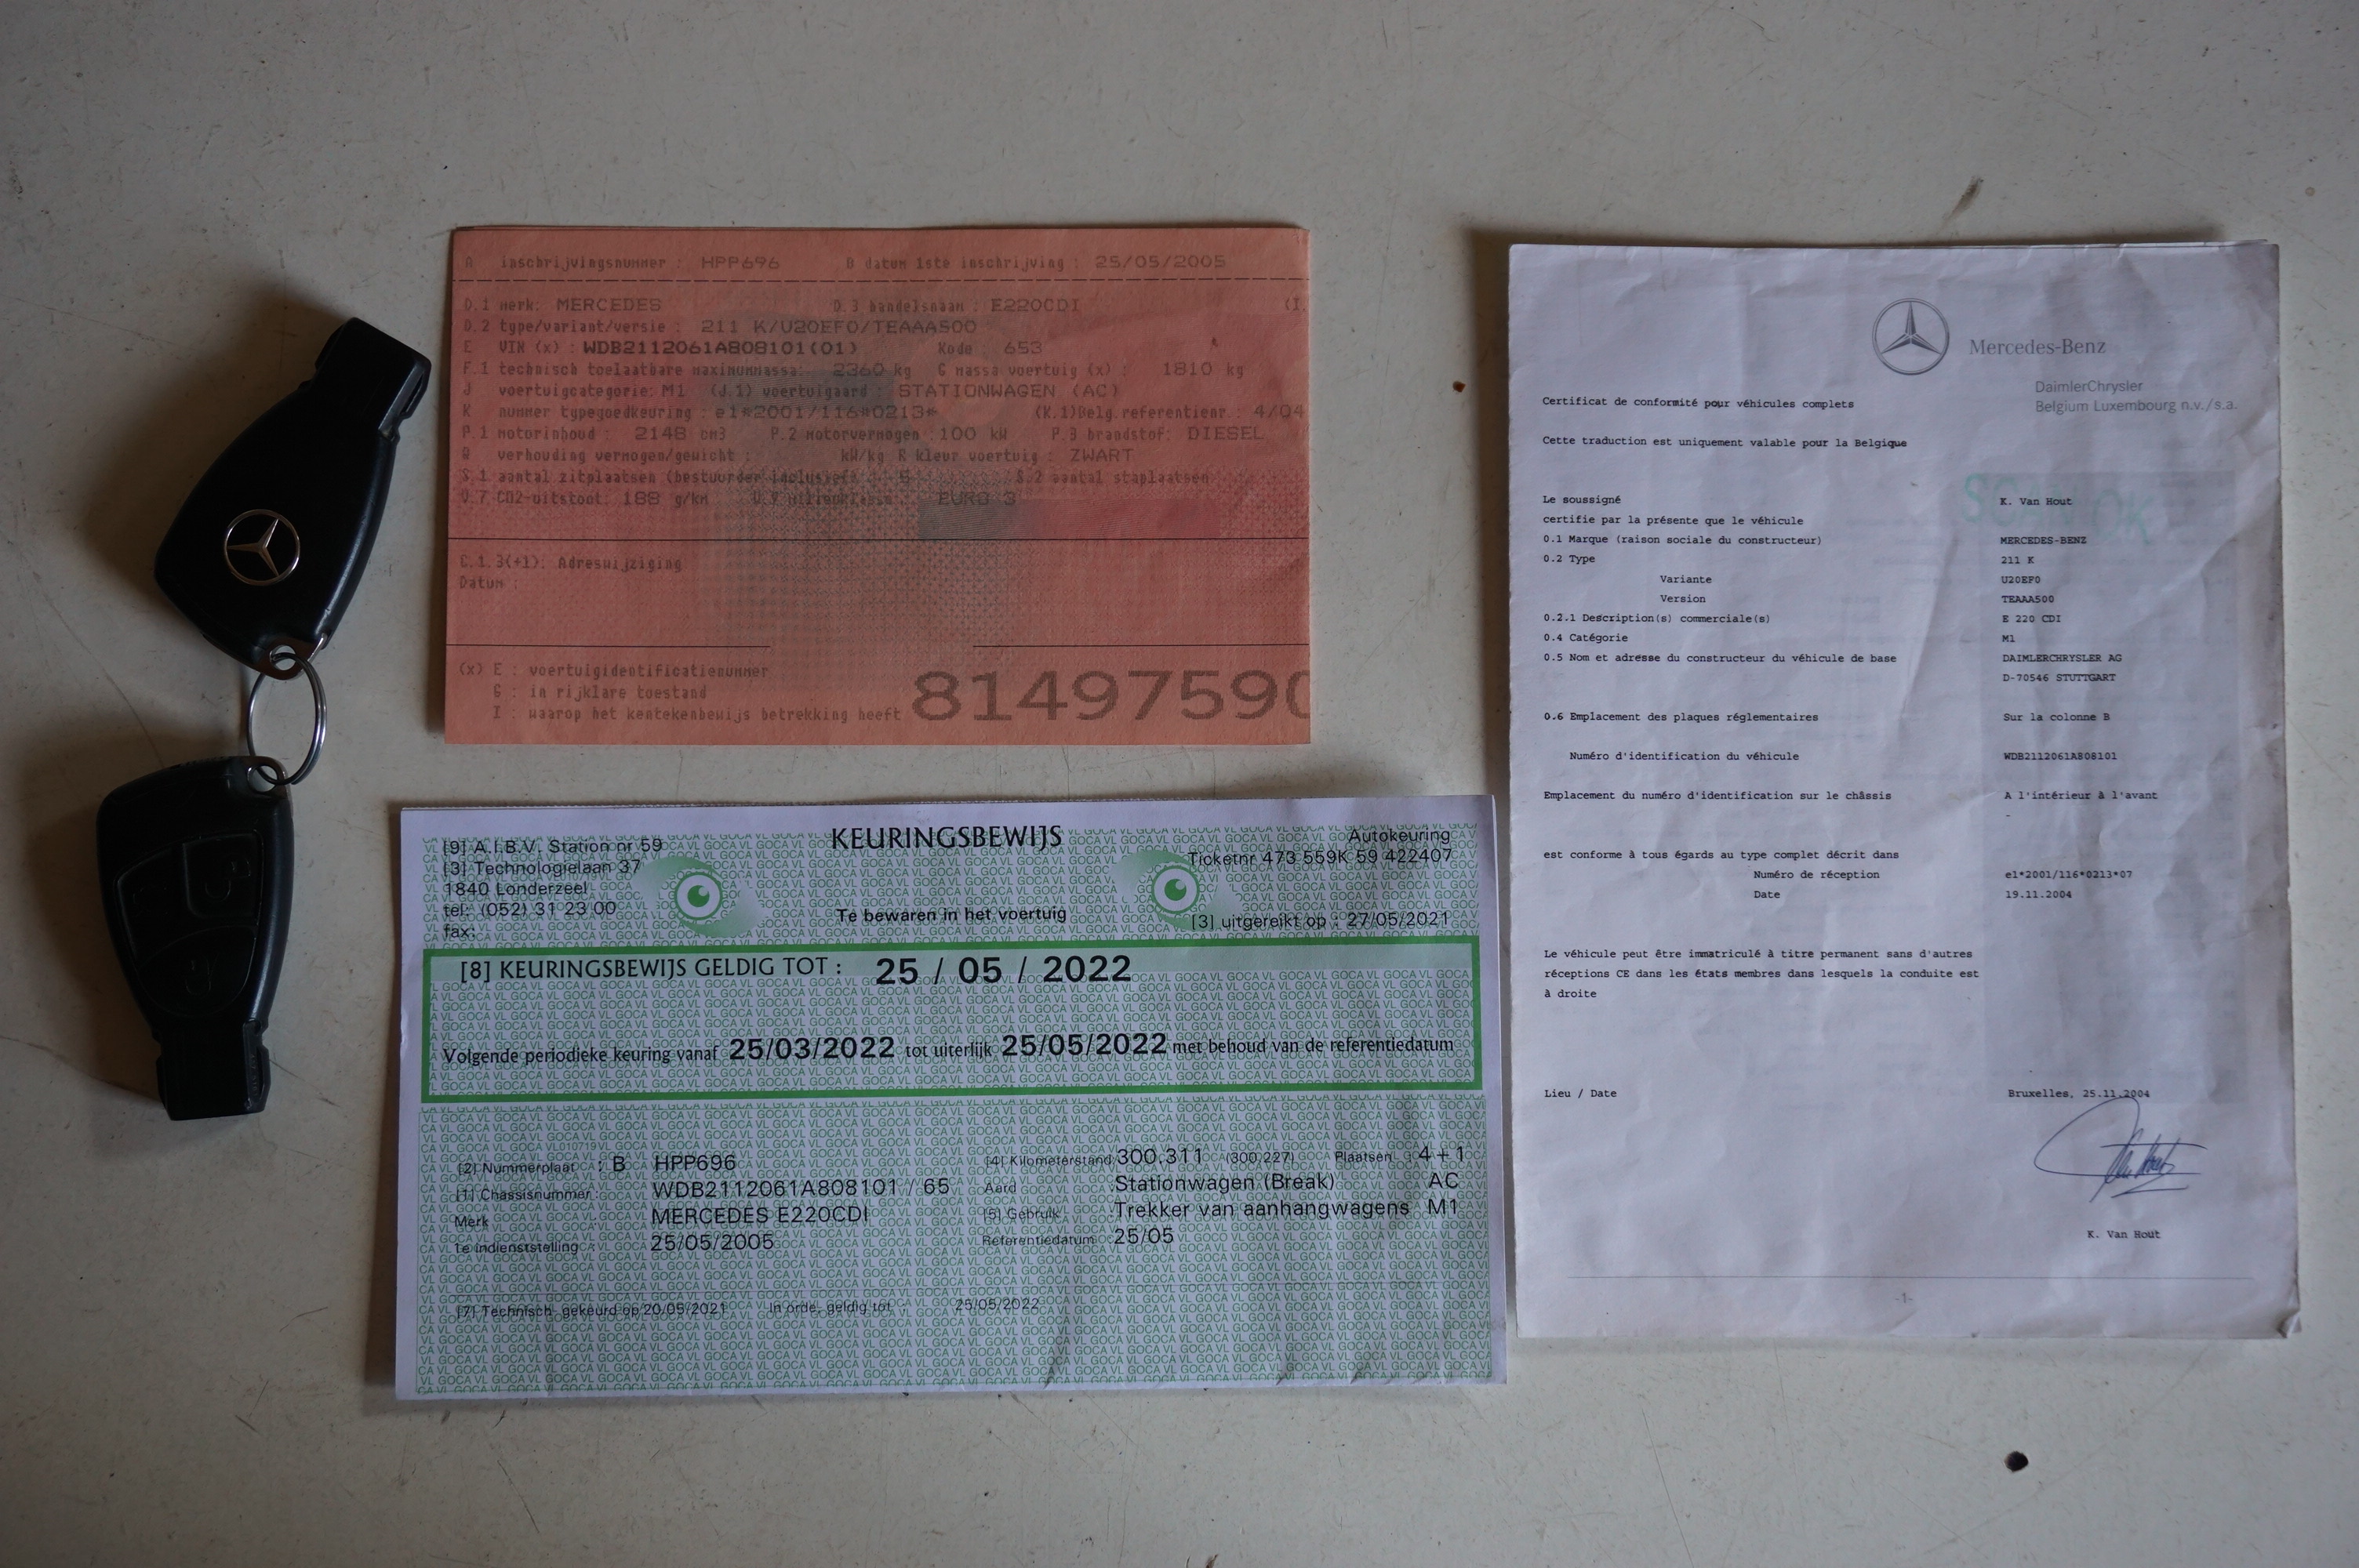 A inschrijvingsnummer : HPP696 B datum 1ste inschrijving : 25/05/2005
D.1 merk: MERCEDES D.3 handelsnaam : E220CDI (I.
D.2 type/variant/versie : 211 K/U20EF0/TEAAA500
E VIN (x) : WDB2112061A808101(01) Kode : 653
F.1 technisch toelaatbare maximummassa: 2360 kg G massa voertuig (x) : 1810 kg
J voertuigcategorie: M1 (J.1) voertuigaard : STATIONWAGEN (AC)
K nummer typegoedkeuring : e1*2001/116*0213* (K.1)Belg.referentienr.: 4/04
P.1 motorinhoud : 2148 cm3 P.2 motorvermogen :100 kW P.3 brandstof: DIESEL
Q verhouding vermogen/gewicht : kW/kg R kleur voertuig : ZWART
S.1 aantal zitplaatsen (bestuurder inclusief) S.2 aantal staplaatsen
V.7 CO2-uitstoot: 188 g/km V.9 milieuklasse : EURO 3
C.1.3(+1): Adreswijziging
Datum :
(x) E : voertuigidentificatienummer
G : in rijklare toestand
I : waarop het kentekenbewijs betrekking heeft
81497590
KEURINGSBEWIJS
[9] A.I.B.V. Station nr 59
[3] Technologielaan 37
1840 Londerzeel
tel: (052) 31 23 00
fax:
Te bewaren in het voertuig
Autokeuring
Ticketnr 473 559K 59 422407
[3] uitgereikt op : 27/05/2021
[8] KEURINGSBEWIJS GELDIG TOT : 25 / 05 / 2022
Volgende periodieke keuring vanaf 25/03/2022 tot uiterlijk 25/05/2022 met behoud van de referentiedatum
[2] Nummerplaat : B HPP696 [4] Kilometerstand: 300.311 (300,227) Plaatsen : 4+1
[1] Chassisnummer : WDB2112061A808101 / 65 Aard : Stationwagen (Break) AC
Merk : MERCEDES E220CDI [5] Gebruik : Trekker van aanhangwagens M1
1e indienststelling : 25/05/2005 Referentiedatum : 25/05
[7] Technisch gekeurd op 20/05/2021 In orde, geldig tot 25/05/2022
Mercedes-Benz
DaimlerChrysler
Belgium Luxembourg n.v./s.a.
Certificat de conformité pour véhicules complets
Cette traduction est uniquement valable pour la Belgique
Le soussigné K. Van Hout
certifie par la présente que le véhicule
0.1 Marque (raison sociale du constructeur) MERCEDES-BENZ
0.2 Type 211 K
Variante U20EF0
Version TEAAA500
0.2.1 Description(s) commerciale(s) E 220 CDI
0.4 Catégorie M1
0.5 Nom et adresse du constructeur du véhicule de base DAIMLERCHRYSLER AG
D-70546 STUTTGART
0.6 Emplacement des plaques réglementaires Sur la colonne B
Numéro d'identification du véhicule WDB2112061A808101
Emplacement du numéro d'identification sur le châssis A l'intérieur à l'avant
-
est conforme à tous égards au type complet décrit dans
Numéro de réception e1*2001/116*0213*07
Date 19.11.2004
Le véhicule peut être immatriculé à titre permanent sans d'autres
réceptions CE dans les états membres dans lesquels la conduite est
à droite
Lieu / Date Bruxelles, 25.11.2004
K. Van Hout
-1-